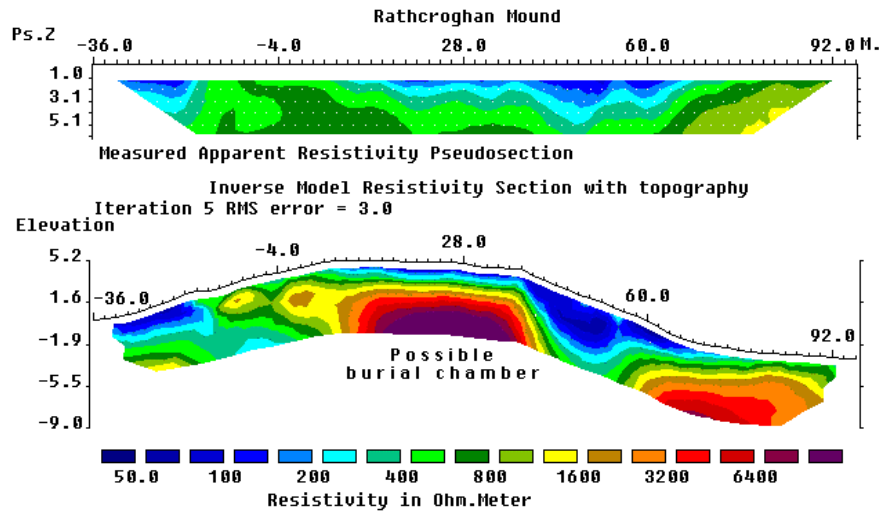 Rathcroghan Mound
Ps.Z -36.0 -4.0 28.0 60.0 92.0 M.
1.0
3.1
5.1
Measured Apparent Resistivity Pseudosection
Inverse Model Resistivity Section with topography
Iteration 5 RMS error = 3.0
Elevation
5.2 -4.0 28.0
1.6 -36.0 60.0
-1.9 92.0
Possible
burial chamber
-5.5
-9.0
50.0 100 200 400 800 1600 3200 6400
Resistivity in Ohm.Meter